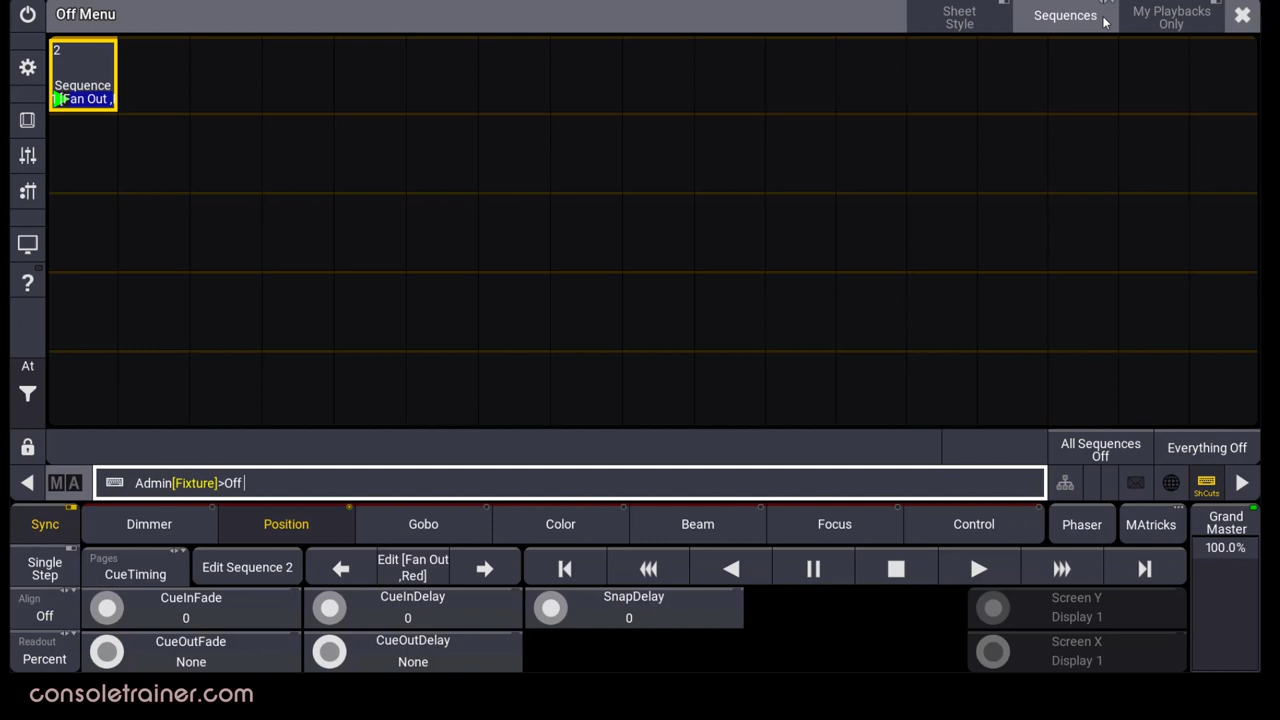 Off Menu
Sheet
Style
Sequences
My Playbacks
Only
2
Sequence
[Fan Out ,
At
All Sequences
Off
Everything Off
MA
Admin[Fixture]>Off
ShCuts
Sync
Dimmer
Position
Gobo
Color
Beam
Focus
Control
Phaser
MAtricks
Grand
Master
100.0%
Single
Step
Pages
CueTiming
Edit Sequence 2
Edit [Fan Out
,Red]
Align
Off
CueInFade
0
CueInDelay
0
SnapDelay
0
Screen Y
Display 1
Readout
Percent
CueOutFade
None
CueOutDelay
None
Screen X
Display 1
consoletrainer.com